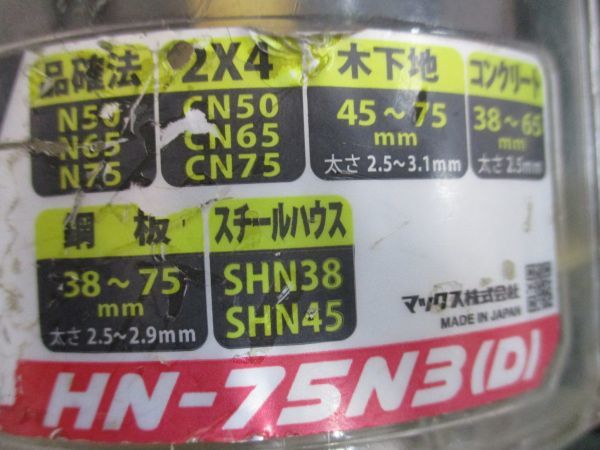 品確法
N50
N65
N75
2X4
CN50
CN65
CN75
木下地
45～75
mm
太さ 2.5～3.1mm
コンクリート
38～65
mm
太さ 2.5mm
鋼板
38～75
mm
太さ 2.5～2.9mm
スチールハウス
SHN38
SHN45
マックス株式会社
MADE IN JAPAN
HN-75N3(D)